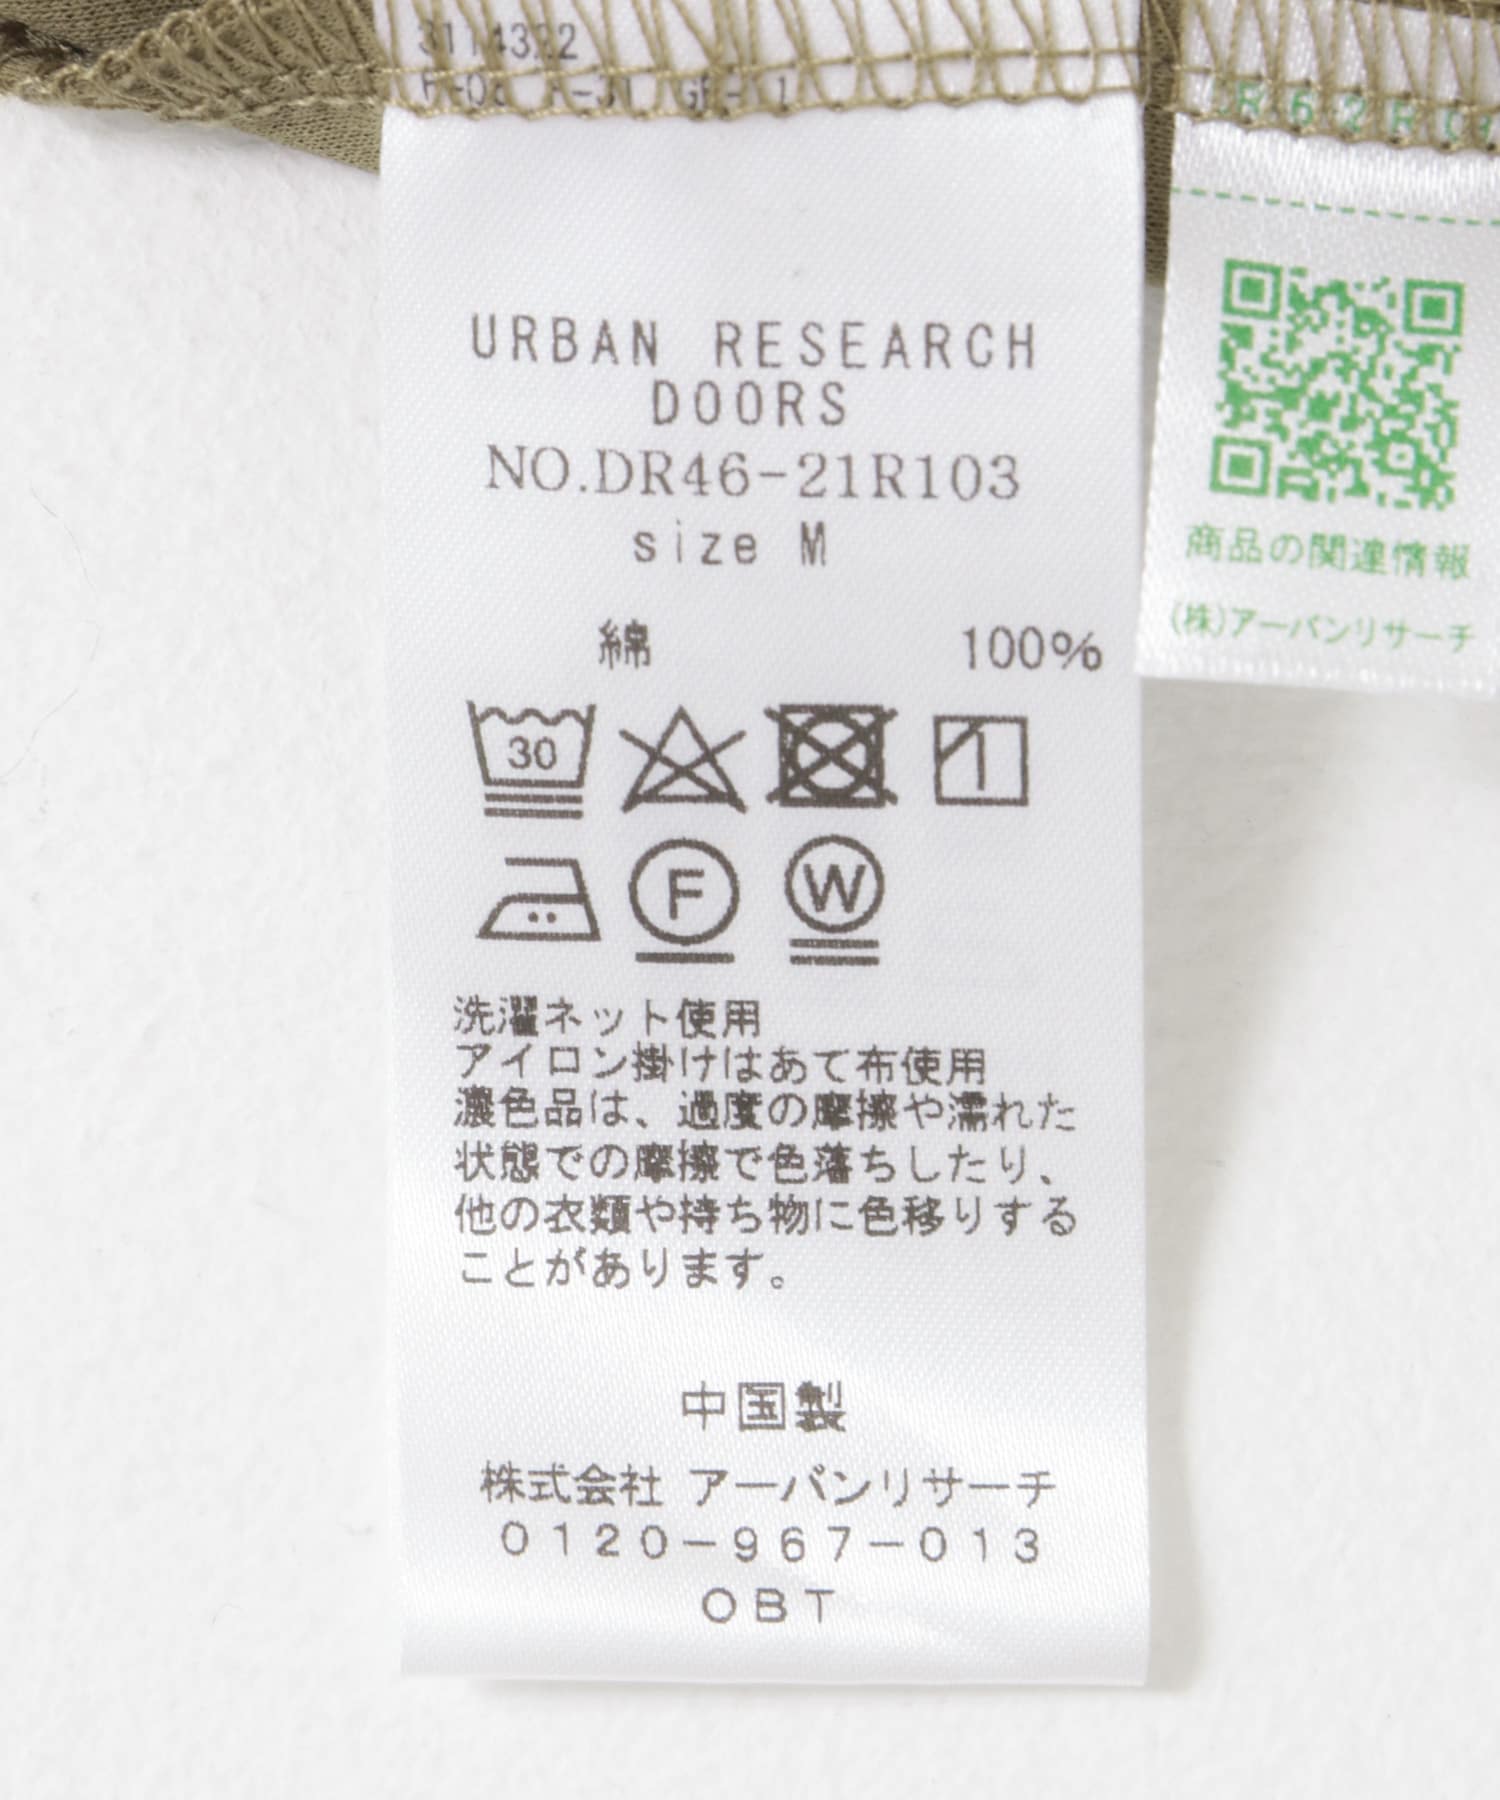 3114322
URBAN RESEARCH
DOORS
NO.DR46-21R103
size M
綿 100%
30
F W
洗濯ネット使用
アイロン掛けはあて布使用
濃色品は、過度の摩擦や濡れた
状態での摩擦で色落ちしたり、
他の衣類や持ち物に色移りする
ことがあります。
中国製
株式会社 アーバンリサーチ
0120-967-013
OBT
商品の関連情報
(株)アーバンリサーチ